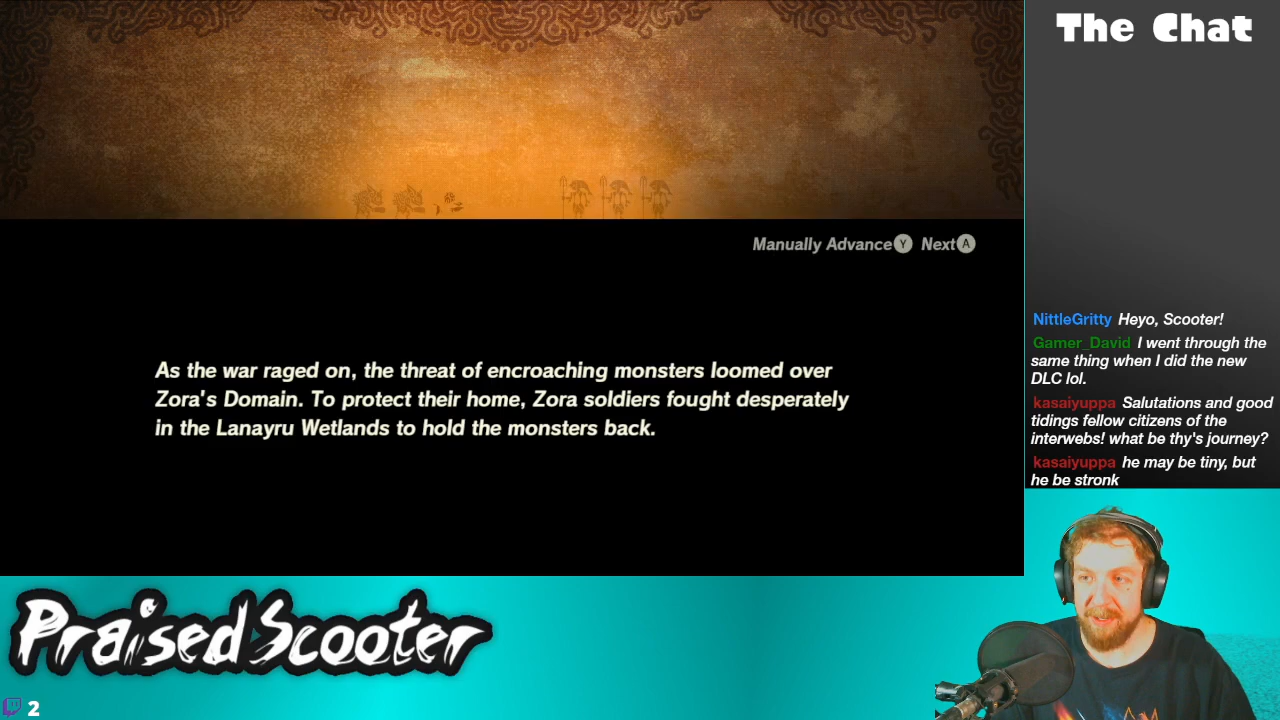 The Chat
Manually Advance Y Next A
As the war raged on, the threat of encroaching monsters loomed over
Zora's Domain. To protect their home, Zora soldiers fought desperately
in the Lanayru Wetlands to hold the monsters back.
NittleGritty Heyo, Scooter!
Gamer_David I went through the
same thing when I did the new
DLC lol.
kasaiyuppa Salutations and good
tidings fellow citizens of the
interwebs! what be thy's journey?
kasaiyuppa he may be tiny, but
he be stronk
PraisedScooter
2